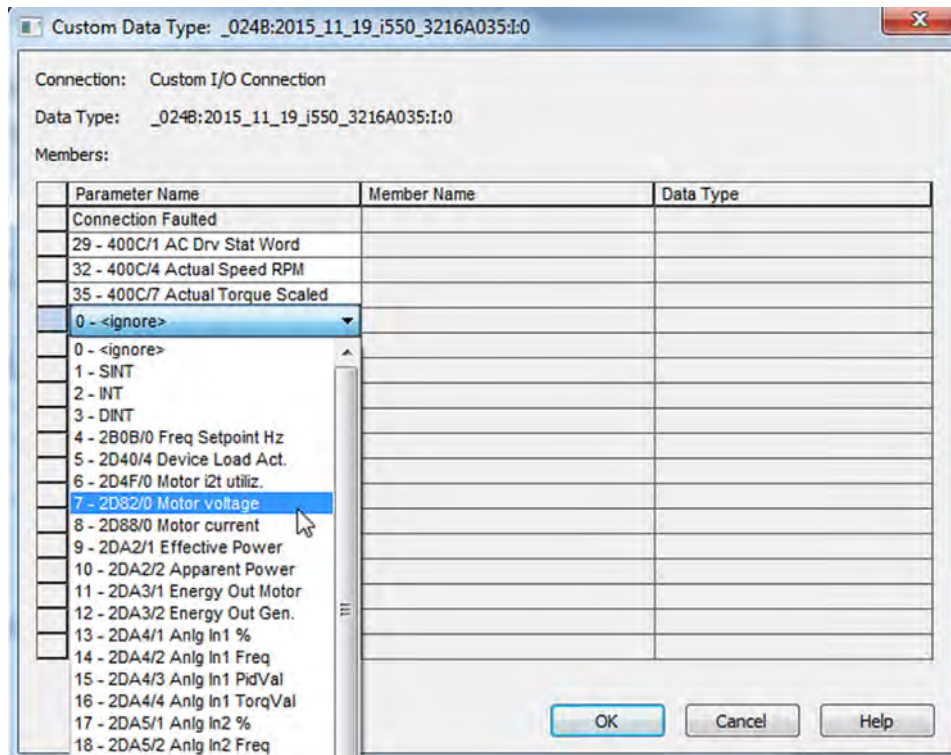 Custom Data Type: _024B:2015_11_19_i550_3216A035:I:0
Connection: Custom I/O Connection
Data Type: _024B:2015_11_19_i550_3216A035:I:0
Members:
Parameter Name Member Name Data Type
Connection Faulted
29 - 400C/1 AC Drv Stat Word
32 - 400C/4 Actual Speed RPM
35 - 400C/7 Actual Torque Scaled
0 - <ignore>
0 - <ignore>
1 - SINT
2 - INT
3 - DINT
4 - 2B0B/0 Freq Setpoint Hz
5 - 2D40/4 Device Load Act.
6 - 2D4F/0 Motor i2t utiliz.
7 - 2D82/0 Motor voltage
8 - 2D88/0 Motor current
9 - 2DA2/1 Effective Power
10 - 2DA2/2 Apparent Power
11 - 2DA3/1 Energy Out Motor
12 - 2DA3/2 Energy Out Gen.
13 - 2DA4/1 Anlg In1 %
14 - 2DA4/2 Anlg In1 Freq
15 - 2DA4/3 Anlg In1 PidVal
16 - 2DA4/4 Anlg In1 TorqVal
17 - 2DA5/1 Anlg In2 %
18 - 2DA5/2 Anlg In2 Freq
OK Cancel Help